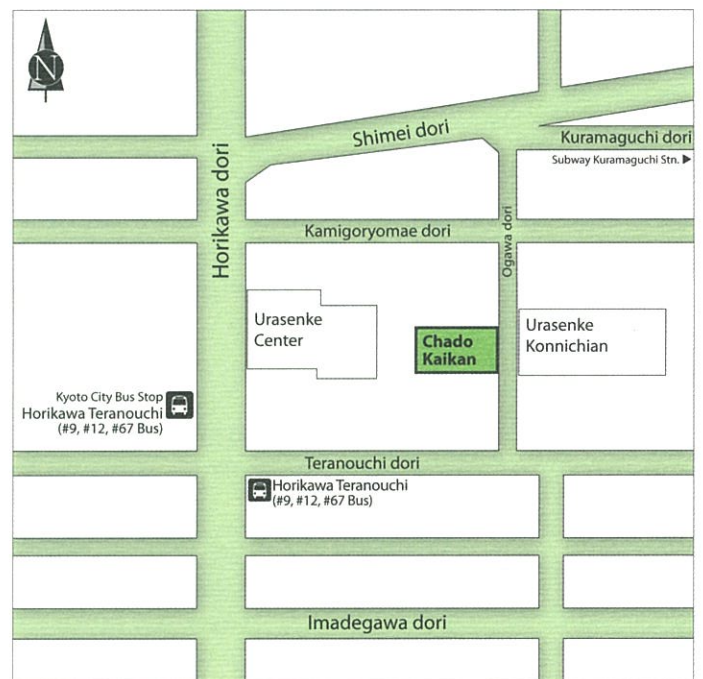 N
Shimei dori
Kuramaguchi dori
Subway Kuramaguchi Stn. ▶
Horikawa dori
Kamigoryomae dori
Ogawa dori
Urasenke
Center
Chado
Kaikan
Urasenke
Konnichian
Kyoto City Bus Stop
Horikawa Teranouchi
(#9, #12, #67 Bus)
Teranouchi dori
Horikawa Teranouchi
(#9, #12, #67 Bus)
Imadegawa dori